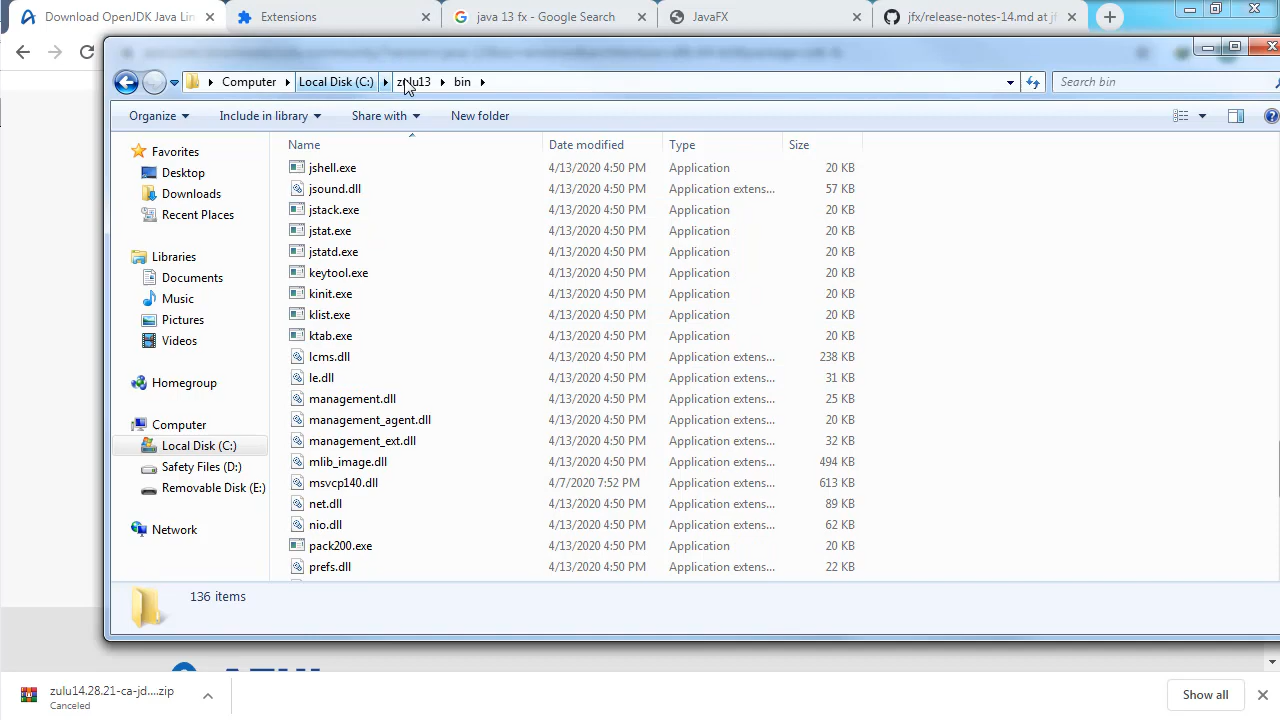 Download OpenJDK Java Lin
Extensions
java 13 fx - Google Search
JavaFX
jfx/release-notes-14.md at jf
Computer
Local Disk (C:)
zulu13
bin
Search bin
Organize
Include in library
Share with
New folder
Name
Date modified
Type
Size
Favorites
Desktop
Downloads
Recent Places
Libraries
Documents
Music
Pictures
Videos
Homegroup
Computer
Local Disk (C:)
Safety Files (D:)
Removable Disk (E:)
Network
jshell.exe 4/13/2020 4:50 PM Application 20 KB
jsound.dll 4/13/2020 4:50 PM Application extens... 57 KB
jstack.exe 4/13/2020 4:50 PM Application 20 KB
jstat.exe 4/13/2020 4:50 PM Application 20 KB
jstatd.exe 4/13/2020 4:50 PM Application 20 KB
keytool.exe 4/13/2020 4:50 PM Application 20 KB
kinit.exe 4/13/2020 4:50 PM Application 20 KB
klist.exe 4/13/2020 4:50 PM Application 20 KB
ktab.exe 4/13/2020 4:50 PM Application 20 KB
lcms.dll 4/13/2020 4:50 PM Application extens... 238 KB
le.dll 4/13/2020 4:50 PM Application extens... 31 KB
management.dll 4/13/2020 4:50 PM Application extens... 25 KB
management_agent.dll 4/13/2020 4:50 PM Application extens... 20 KB
management_ext.dll 4/13/2020 4:50 PM Application extens... 32 KB
mlib_image.dll 4/13/2020 4:50 PM Application extens... 494 KB
msvcp140.dll 4/7/2020 7:52 PM Application extens... 613 KB
net.dll 4/13/2020 4:50 PM Application extens... 89 KB
nio.dll 4/13/2020 4:50 PM Application extens... 62 KB
pack200.exe 4/13/2020 4:50 PM Application 20 KB
prefs.dll 4/13/2020 4:50 PM Application extens... 22 KB
136 items
zulu14.28.21-ca-jd....zip
Canceled
Show all